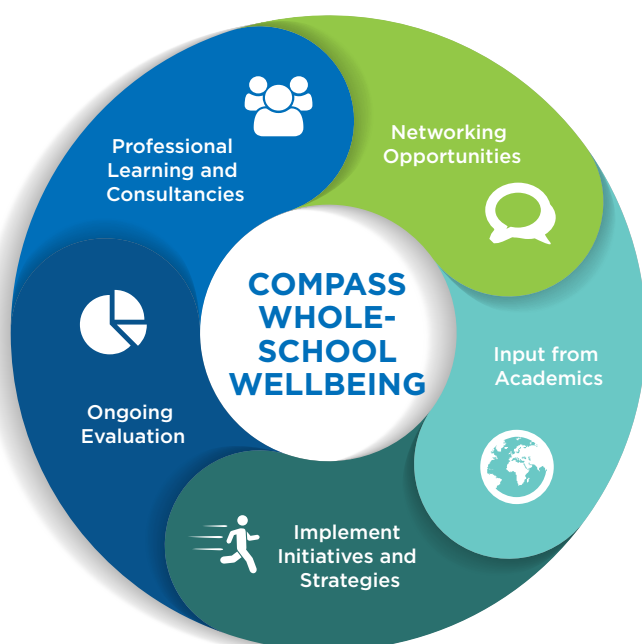 Professional
Learning and
Consultancies
Networking
Opportunities
COMPASS
WHOLE-
SCHOOL
WELLBEING
Input from
Academics
Ongoing
Evaluation
Implement
Initiatives and
Strategies